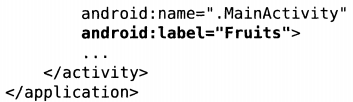 android:name=".MainActivity"
android:label="Fruits">
...
</activity>
</application>